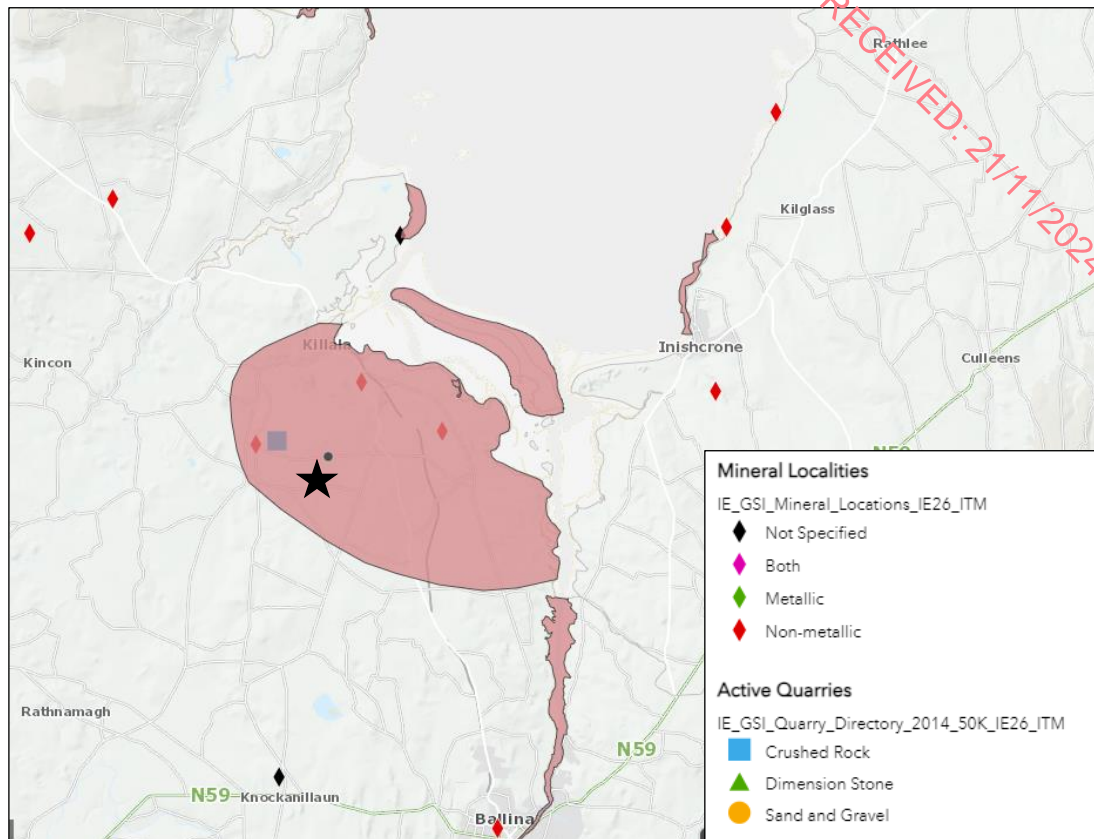 RECEIVED: 21/11/2024
Rathlee
Kilglass
Killala
Inishcrone
Kincon
Culleens
N59
Rathnamagh
N59
N59
Knockanillaun
Ballina
Mineral Localities
IE_GSI_Mineral_Locations_IE26_ITM
Not Specified
Both
Metallic
Non-metallic
Active Quarries
IE_GSI_Quarry_Directory_2014_50K_IE26_ITM
Crushed Rock
Dimension Stone
Sand and Gravel